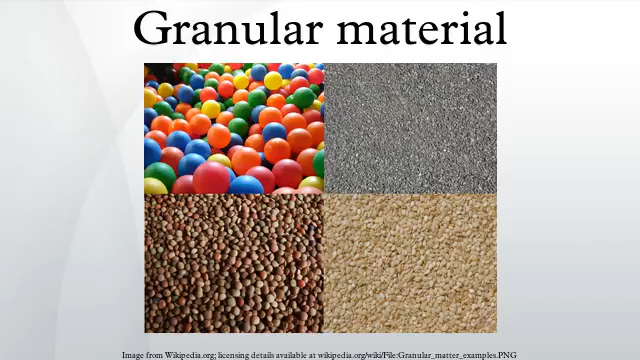 Granular material
Image from Wikipedia.org; licensing details available at wikipedia.org/wiki/File:Granular_matter_examples.PNG